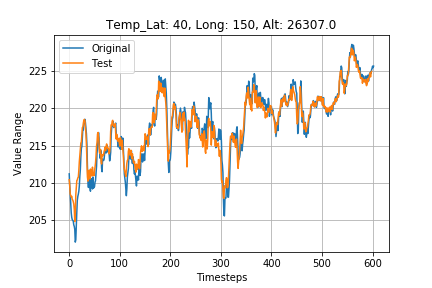 Temp_Lat: 40, Long: 150, Alt: 26307.0
Original
Test
Value Range
225
220
215
210
205
0 100 200 300 400 500 600
Timesteps